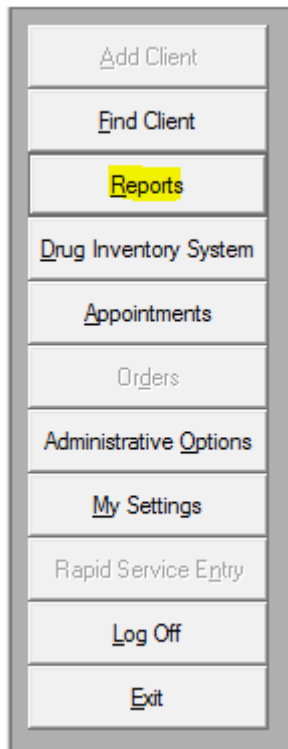 Add Client
Find Client
Reports
Drug Inventory System
Appointments
Orders
Administrative Options
My Settings
Rapid Service Entry
Log Off
Exit